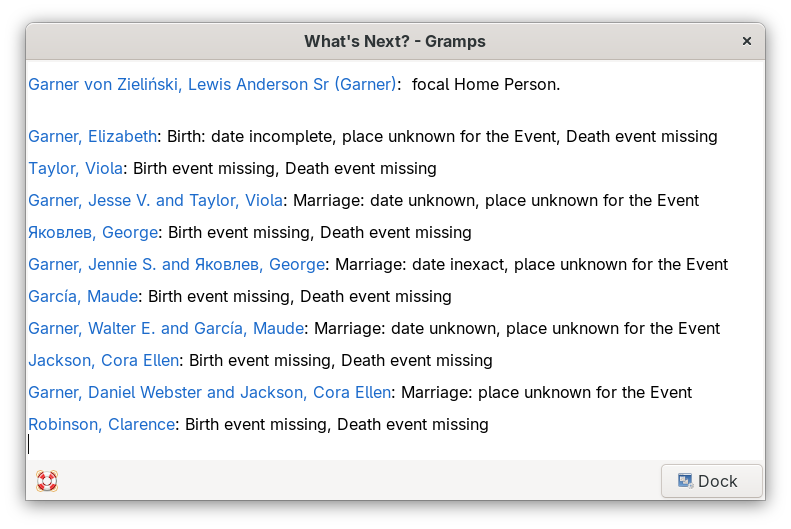 What's Next? - Gramps
Garner von Zieliński, Lewis Anderson Sr (Garner):  focal Home Person.
Garner, Elizabeth: Birth: date incomplete, place unknown for the Event, Death event missing
Taylor, Viola: Birth event missing, Death event missing
Garner, Jesse V. and Taylor, Viola: Marriage: date unknown, place unknown for the Event
Яковлев, George: Birth event missing, Death event missing
Garner, Jennie S. and Яковлев, George: Marriage: date inexact, place unknown for the Event
García, Maude: Birth event missing, Death event missing
Garner, Walter E. and García, Maude: Marriage: date unknown, place unknown for the Event
Jackson, Cora Ellen: Birth event missing, Death event missing
Garner, Daniel Webster and Jackson, Cora Ellen: Marriage: place unknown for the Event
Robinson, Clarence: Birth event missing, Death event missing
Dock